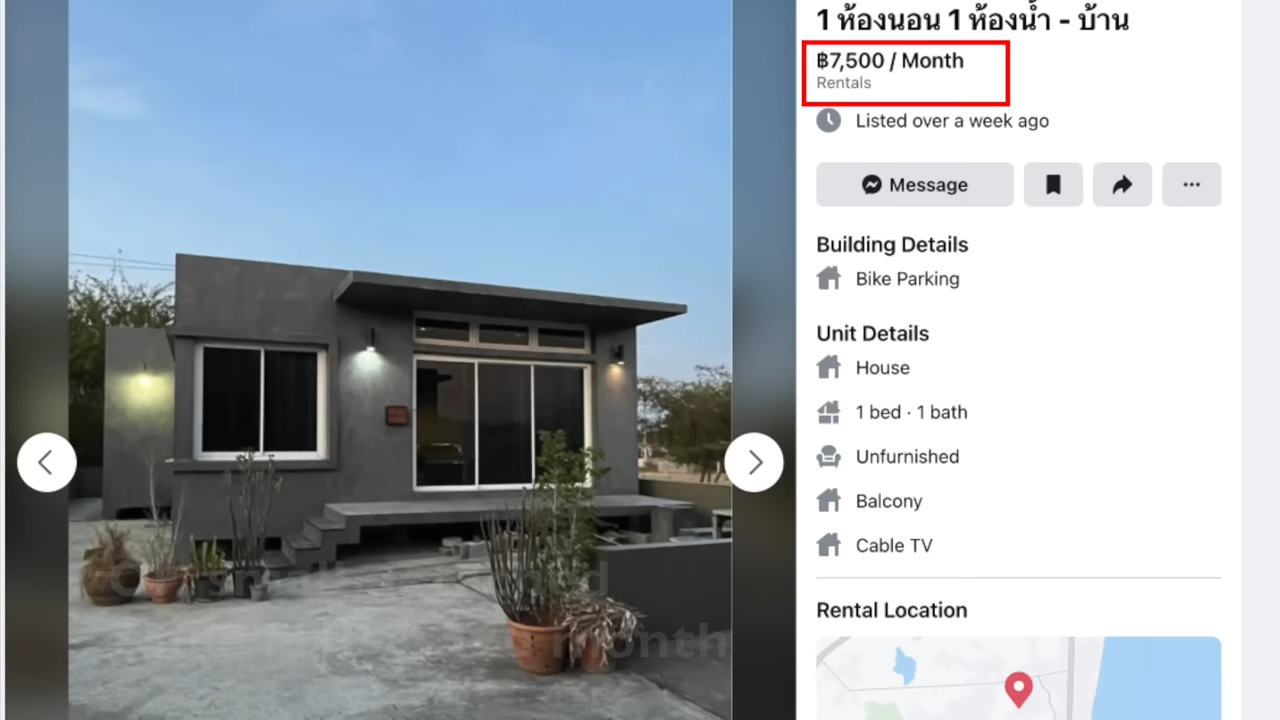 1 ห้องนอน 1 ห้องน้ำ - บ้าน
฿7,500 / Month
Rentals
Listed over a week ago
Message
Building Details
Bike Parking
Unit Details
House
1 bed · 1 bath
Unfurnished
Balcony
Cable TV
Rental Location
small
month